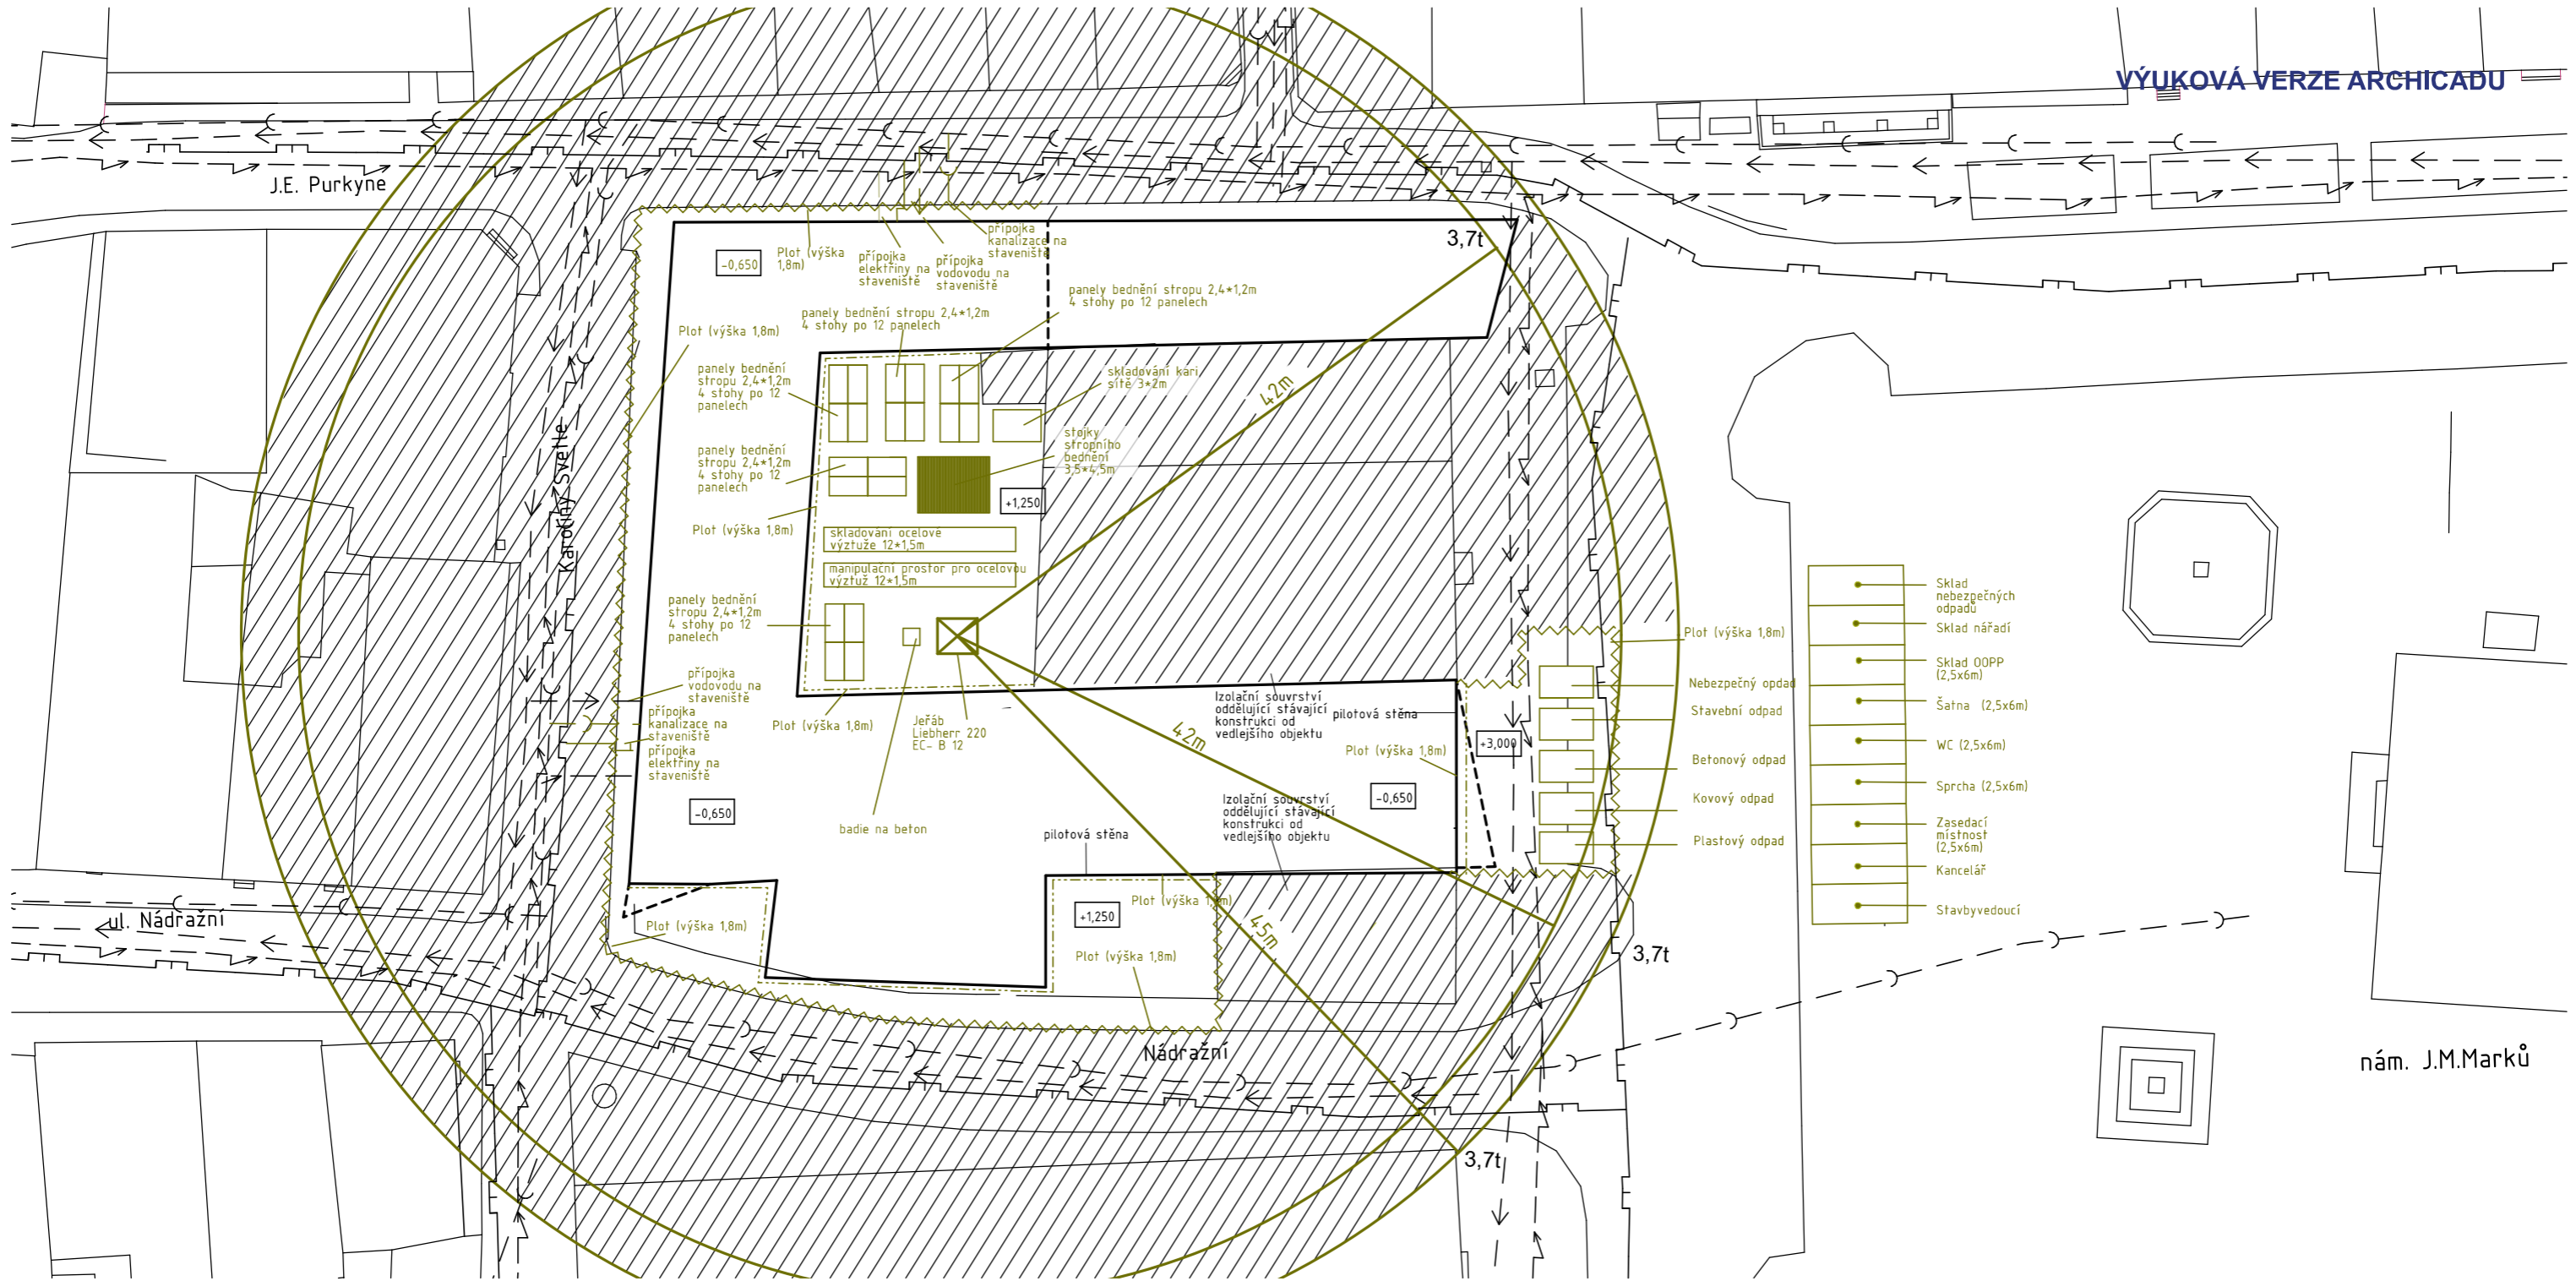 VÝUKOVÁ VERZE ARCHICADU
J.E. Purkyne
-0,650
Plot (výška
1,8m)
přípojka
elektřiny na
staveniště
přípojka
vodovodu na
staveniště
přípojka
kanalizace na
staveniště
3,7t
panely bednění stropu 2,4*1,2m
4 stohy po 12 panelech
panely bednění stropu 2,4*1,2m
4 stohy po 12 panelech
Plot (výška 1,8m)
panely bednění
stropu 2,4*1,2m
4 stohy po 12
panelech
skladování kari
sítě 3*2m
42m
stojky
stropního
bednění
3,5*4,5m
Karoliny Svetle
panely bednění
stropu 2,4*1,2m
4 stohy po 12
panelech
+1,250
Plot (výška 1,8m)
skladování ocelové
výztuže 12*1,5m
manipulační prostor pro ocelovou
výztuž 12*1,5m
panely bednění
stropu 2,4*1,2m
4 stohy po 12
panelech
Plot (výška 1,8m)
Sklad
nebezpečných
odpadů
Sklad nářadí
Sklad OOPP
(2,5x6m)
Šatna (2,5x6m)
WC (2,5x6m)
Sprcha (2,5x6m)
Zasedací
místnost
(2,5x6m)
Kancelář
Stavbyvedoucí
Nebezpečný opdad
Stavební odpad
Betonový odpad
Kovový odpad
Plastový odpad
přípojka
vodovodu na
staveniště
přípojka
kanalizace na
staveniště
přípojka
elektřiny na
staveniště
Plot (výška 1,8m)
Jeřáb
Liebherr 220
EC- B 12
42m
Izolační souvrství
oddělující stávající
konstrukci od
vedlejšího objektu
pilotová stěna
Plot (výška 1,8m)
+3,000
-0,650
-0,650
badie na beton
pilotová stěna
Izolační souvrství
oddělující stávající
konstrukci od
vedlejšího objektu
ul. Nádražní
Plot (výška 1,8m)
+1,250
Plot (výška 1,8m)
45m
Plot (výška 1,8m)
3,7t
Nádražní
nám. J.M.Marků
3,7t